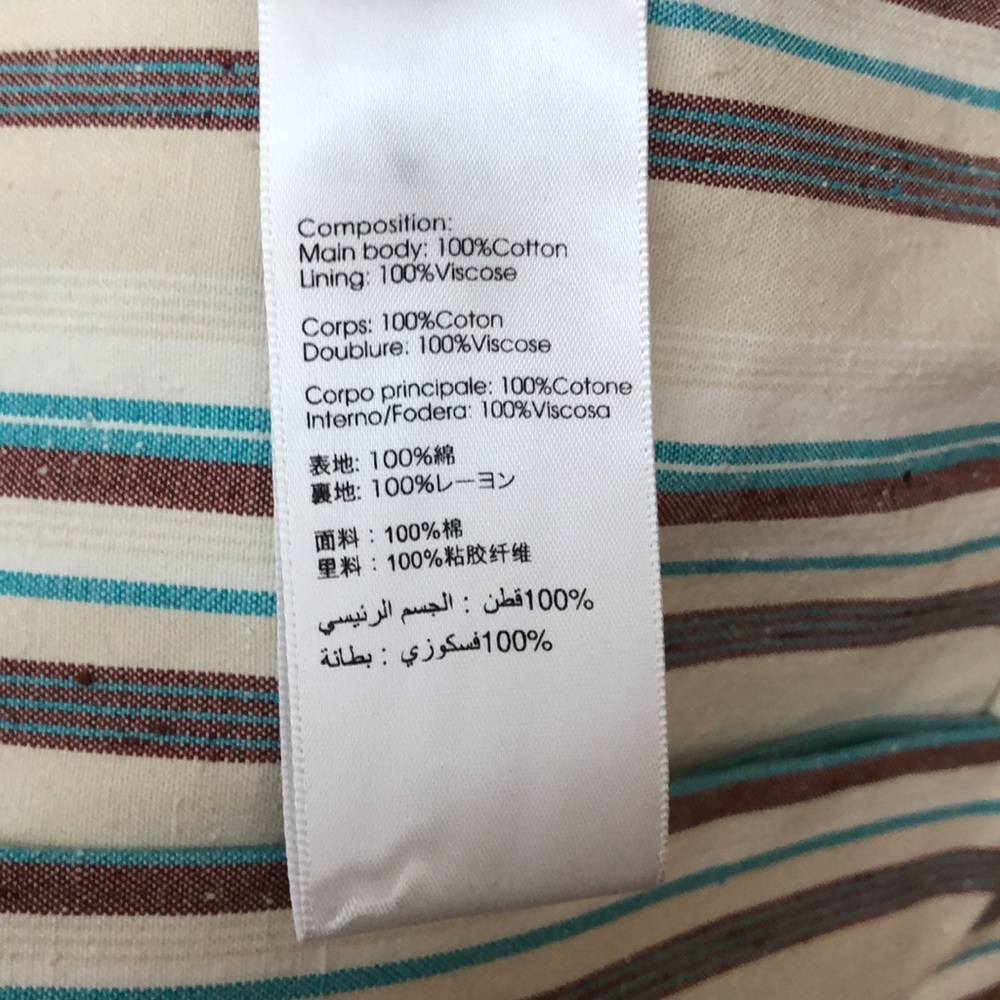 Composition:
Main body: 100%Cotton
Lining: 100%Viscose
Corps: 100%Coton
Doublure: 100%Viscose
Corpo principale: 100%Cotone
Interno/Fodera: 100%Viscosa
表地: 100%綿
裏地: 100%レーヨン
面料：100%棉
里料：100%粘胶纤维
100%قطن : الجسم الرئيسي
100%فسكوزي : بطانة